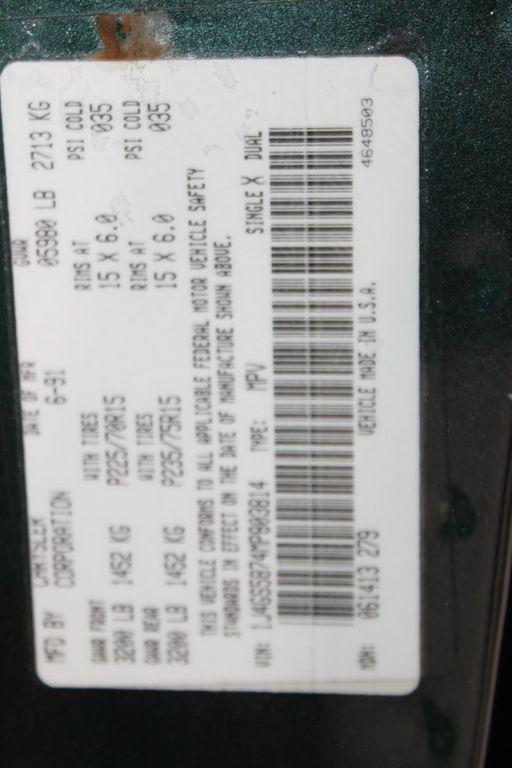 MFD BY CHRYSLER CORPORATION DATE OF MFR 6-91 GVWR 05980 LB 2713 KG
GAWR FRONT WITH TIRES RIMS AT PSI COLD
3200 LB 1452 KG P225/70R15 15 X 6.0 035
GAWR REAR WITH TIRES RIMS AT PSI COLD
3200 LB 1452 KG P235/75R15 15 X 6.0 035
THIS VEHICLE CONFORMS TO ALL APPLICABLE FEDERAL MOTOR VEHICLE SAFETY
STANDARDS IN EFFECT ON THE DATE OF MANUFACTURE SHOWN ABOVE.
VIN: 1J4GS5874MP803814 TYPE: MPV SINGLE X DUAL
MDH: 061413 279 VEHICLE MADE IN U.S.A. 4648503